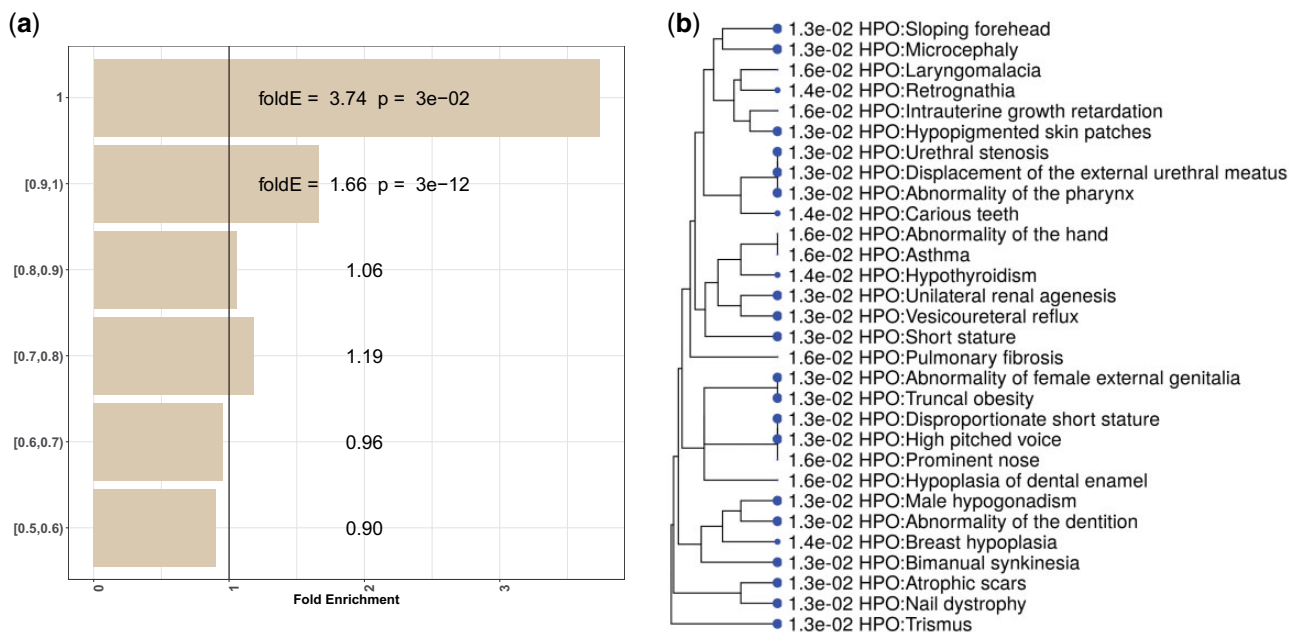 (a)
1
foldE = 3.74 p = 3e−02
[0.9,1)
foldE = 1.66 p = 3e−12
[0.8,0.9)
1.06
[0.7,0.8)
1.19
[0.6,0.7)
0.96
[0.5,0.6)
0.90
0
1
2
3
Fold Enrichment
(b)
1.3e-02 HPO:Sloping forehead
1.3e-02 HPO:Microcephaly
1.6e-02 HPO:Laryngomalacia
1.4e-02 HPO:Retrognathia
1.6e-02 HPO:Intrauterine growth retardation
1.3e-02 HPO:Hypopigmented skin patches
1.3e-02 HPO:Urethral stenosis
1.3e-02 HPO:Displacement of the external urethral meatus
1.3e-02 HPO:Abnormality of the pharynx
1.4e-02 HPO:Carious teeth
1.6e-02 HPO:Abnormality of the hand
1.6e-02 HPO:Asthma
1.4e-02 HPO:Hypothyroidism
1.3e-02 HPO:Unilateral renal agenesis
1.3e-02 HPO:Vesicoureteral reflux
1.3e-02 HPO:Short stature
1.6e-02 HPO:Pulmonary fibrosis
1.3e-02 HPO:Abnormality of female external genitalia
1.3e-02 HPO:Truncal obesity
1.3e-02 HPO:Disproportionate short stature
1.3e-02 HPO:High pitched voice
1.6e-02 HPO:Prominent nose
1.6e-02 HPO:Hypoplasia of dental enamel
1.3e-02 HPO:Male hypogonadism
1.3e-02 HPO:Abnormality of the dentition
1.4e-02 HPO:Breast hypoplasia
1.3e-02 HPO:Bimanual synkinesia
1.3e-02 HPO:Atrophic scars
1.3e-02 HPO:Nail dystrophy
1.3e-02 HPO:Trismus